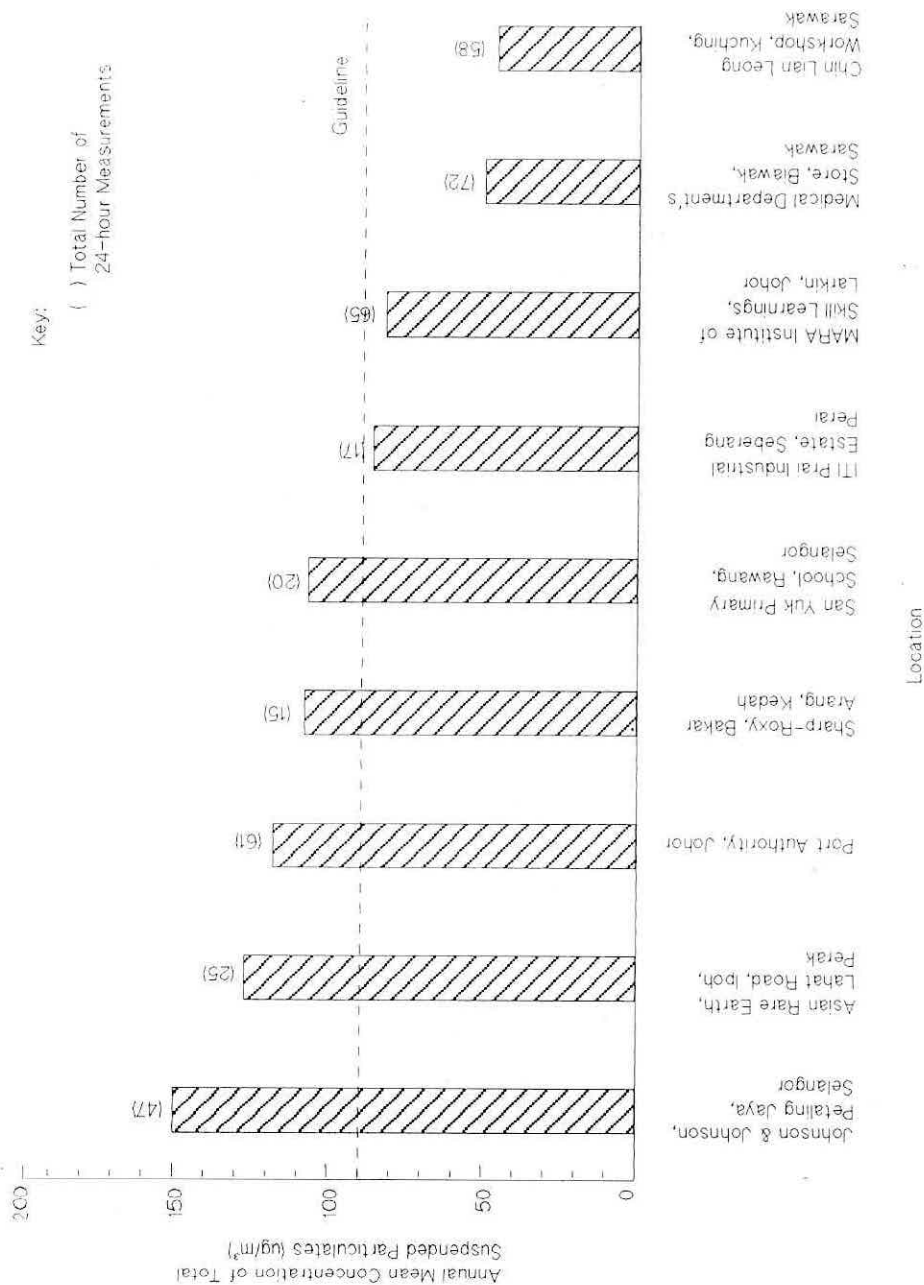 Key:
( ) Total Number of
24-hour Measurements
Guideline
Annual Mean Concentration of Total
Suspended Particulates (ug/m³)
200
150
100
50
0
(47)
(25)
(61)
(15)
(20)
(17)
(65)
(72)
(58)
Johnson & Johnson,
Petaling Jaya,
Selangor
Asian Rare Earth,
Lahat Road, Ipoh,
Perak
Port Authority, Johor
Sharp-Roxy, Bakar
Arang, Kedah
San Yuk Primary
School, Rawang,
Selangor
ITI Prai Industrial
Estate, Seberang
Perai
MARA Institute of
Skill Learnings,
Larkin, Johor
Medical Department's
Store, Biawak,
Sarawak
Chin Lian Leong
Workshop, Kuching,
Sarawak
Location